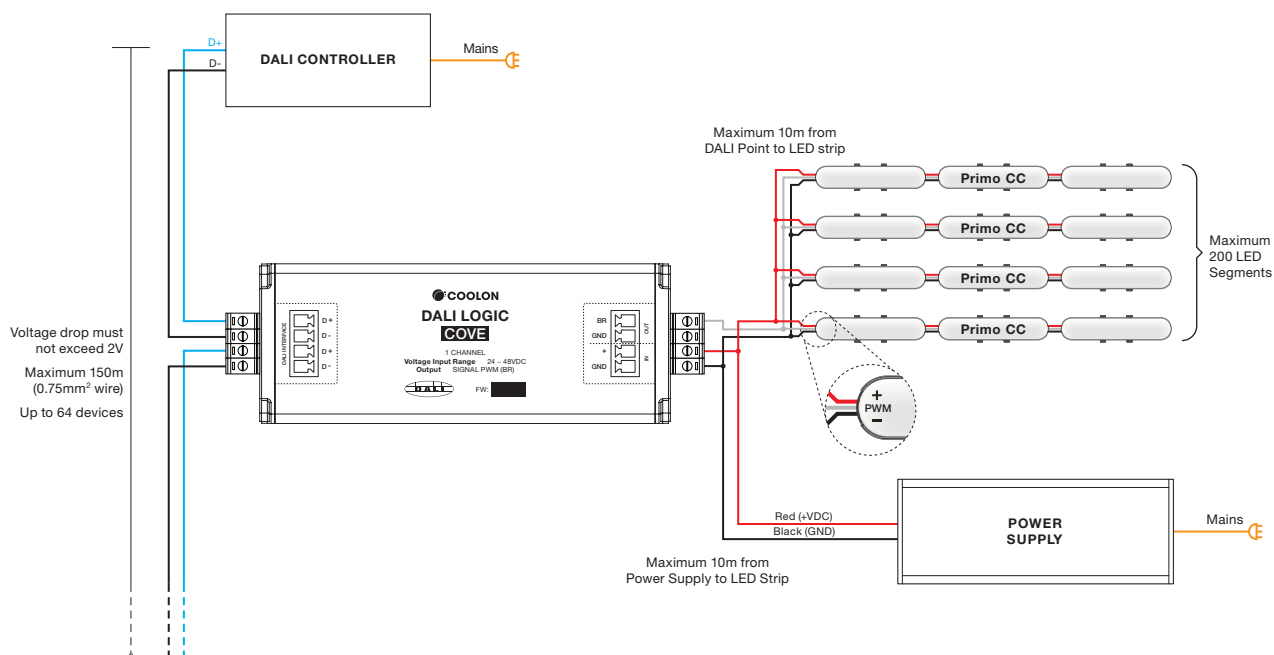 D+
D-
DALI CONTROLLER
Mains
Maximum 10m from
DALI Point to LED strip
Primo CC
Primo CC
Primo CC
Primo CC
Maximum
200 LED
Segments
Voltage drop must
not exceed 2V
Maximum 150m
(0.75mm² wire)
Up to 64 devices
DALI INTERFACE
D+
D-
D+
D-
COOLON
DALI LOGIC
COVE
1 CHANNEL
Voltage Input Range 24 – 48VDC
Output SIGNAL PWM (BR)
DALI
FW:
BR
GND
+
GND
OUT
IN
+
PWM
–
Red (+VDC)
Black (GND)
POWER
SUPPLY
Mains
Maximum 10m from
Power Supply to LED Strip